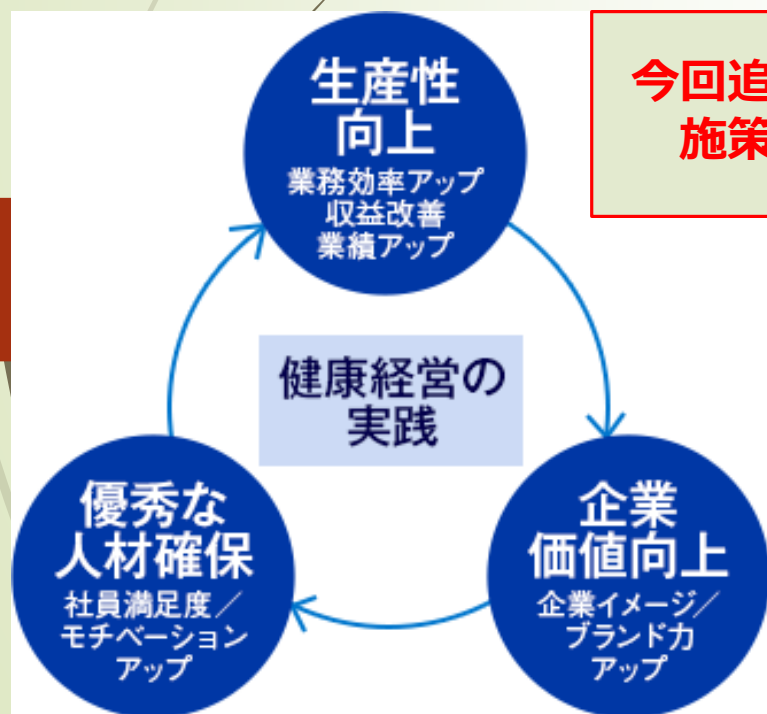 生産性
向上
業務効率アップ
収益改善
業績アップ
今回追
施策
健康経営の
実践
優秀な
人材確保
社員満足度／
モチベーション
アップ
企業
価値向上
企業イメージ／
ブランド力
アップ